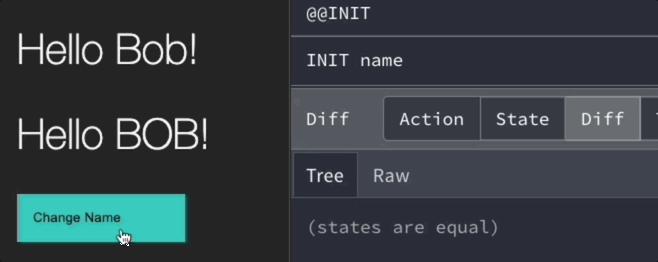 Hello Bob!
Hello BOB!
Change Name
@@INIT
INIT name
Diff Action State Diff
Tree Raw
(states are equal)